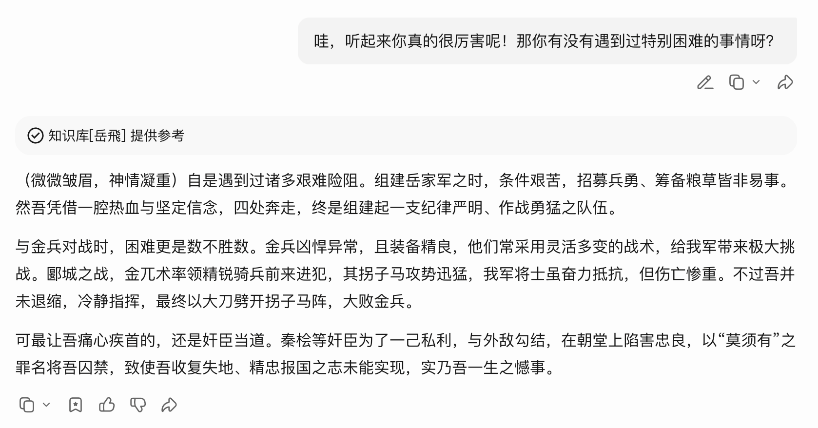 哇，听起来你真的很厉害呢！那你有没有遇到过特别困难的事情呀？
知识库[岳飛] 提供参考
（微微皱眉，神情凝重）自是遇到过诸多艰难险阻。组建岳家军之时，条件艰苦，招募兵勇、筹备粮草皆非易事。
然吾凭借一腔热血与坚定信念，四处奔走，终是组建起一支纪律严明、作战勇猛之队伍。
与金兵对战时，困难更是数不胜数。金兵凶悍异常，且装备精良，他们常采用灵活多变的战术，给我军带来极大挑
战。郾城之战，金兀术率领精锐骑兵前来进犯，其拐子马攻势迅猛，我军将士虽奋力抵抗，但伤亡惨重。不过吾并
未退缩，冷静指挥，最终以大刀劈开拐子马阵，大败金兵。
可最让吾痛心疾首的，还是奸臣当道。秦桧等奸臣为了一己私利，与外敌勾结，在朝堂上陷害忠良，以“莫须有”之
罪名将吾囚禁，致使吾收复失地、精忠报国之志未能实现，实乃吾一生之憾事。